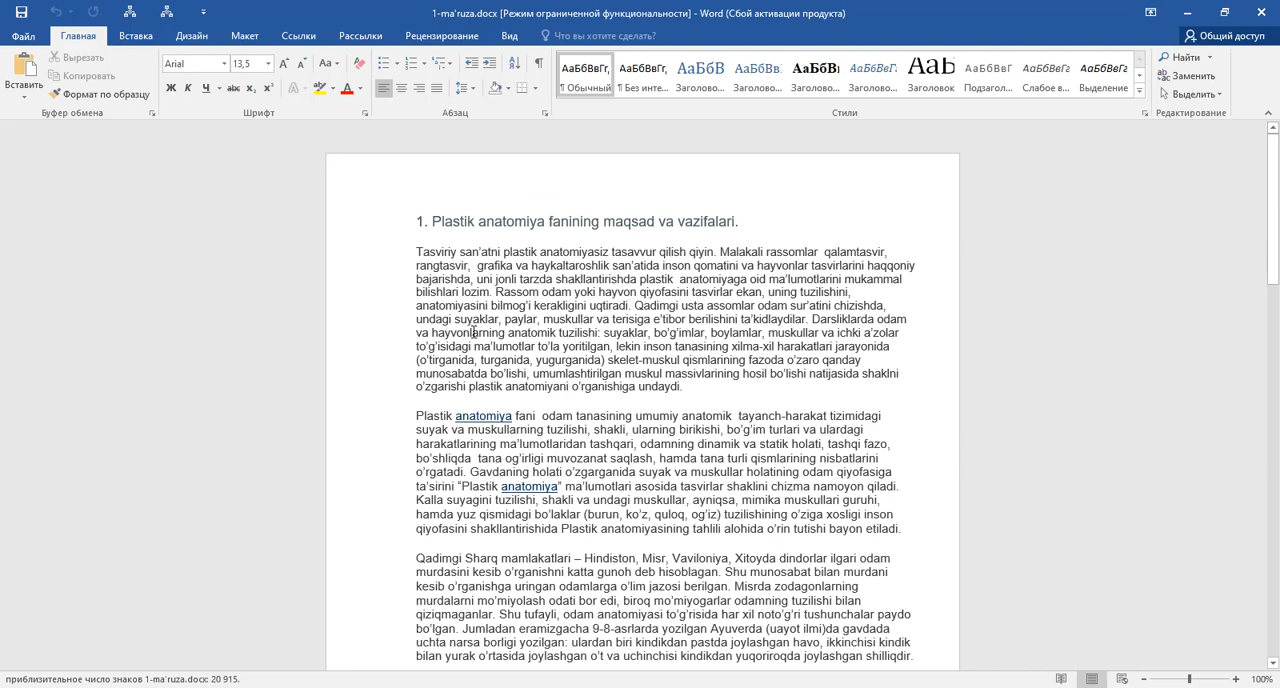 1-ma'ruza.docx [Режим ограниченной функциональности] - Word (Сбой активации продукта)
Файл Главная Вставка Дизайн Макет Ссылки Рассылки Рецензирование Вид Что вы хотите сделать? Общий доступ
Вставить
Вырезать
Копировать
Формат по образцу
Буфер обмена
Arial 13,5
Аа
Ж К Ч abc x₂ x²
Шрифт
Абзац
АаБбВвГг, АаБбВвГг, АаБбВ АаБбВв АаБбВ АаБбВвГ АаБ АаБбВвГ АаБбВвГг АаБбВвГг
¶ Обычный ¶ Без инте... Заголово... Заголово... Заголово... Заголово... Заголовок Подзагол... Слабое в... Выделение
Стили
Найти
Заменить
Выделить
Редактирование
1. Plastik anatomiya fanining maqsad va vazifalari.
Tasviriy san’atni plastik anatomiyasiz tasavvur qilish qiyin. Malakali rassomlar qalamtasvir,
rangtasvir, grafika va haykaltaroshlik san’atida inson qomatini va hayvonlar tasvirlarini haqqoniy
bajarishda, uni jonli tarzda shakllantirishda plastik anatomiyaga oid ma’lumotlarini mukammal
bilishlari lozim. Rassom odam yoki hayvon qiyofasini tasvirlar ekan, uning tuzilishini,
anatomiyasini bilmog’i kerakligini uqtiradi. Qadimgi usta assomlar odam sur’atini chizishda,
undagi suyaklar, paylar, muskullar va terisiga e’tibor berilishini ta’kidlaydilar. Darsliklarda odam
va hayvonlarning anatomik tuzilishi: suyaklar, bo’g’imlar, boylamlar, muskullar va ichki a’zolar
to’g’isidagi ma’lumotlar to’la yoritilgan, lekin inson tanasining xilma-xil harakatlari jarayonida
(o’tirganida, turganida, yugurganida) skelet-muskul qismlarining fazoda o’zaro qanday
munosabatda bo’lishi, umumlashtirilgan muskul massivlarining hosil bo’lishi natijasida shaklni
o’zgarishi plastik anatomiyani o’rganishiga undaydi.
Plastik anatomiya fani odam tanasining umumiy anatomik tayanch-harakat tizimidagi
suyak va muskullarning tuzilishi, shakli, ularning birikishi, bo’g’im turlari va ulardagi
harakatlarining ma’lumotlaridan tashqari, odamning dinamik va statik holati, tashqi fazo,
bo’shliqda tana og’irligi muvozanat saqlash, hamda tana turli qismlarining nisbatlarini
o’rgatadi. Gavdaning holati o’zgarganida suyak va muskullar holatining odam qiyofasiga
ta’sirini “Plastik anatomiya” ma’lumotlari asosida tasvirlar shaklini chizma namoyon qiladi.
Kalla suyagini tuzilishi, shakli va undagi muskullar, ayniqsa, mimika muskullari guruhi,
hamda yuz qismidagi bo’laklar (burun, ko’z, quloq, og’iz) tuzilishining o’ziga xosligi inson
qiyofasini shakllantirishida Plastik anatomiyasining tahlili alohida o’rin tutishi bayon etiladi.
Qadimgi Sharq mamlakatlari – Hindiston, Misr, Vaviloniya, Xitoyda dindorlar ilgari odam
murdasini kesib o’rganishni katta gunoh deb hisoblagan. Shu munosabat bilan murdani
kesib o’rganishga uringan odamlarga o’lim jazosi berilgan. Misrda zodagonlarning
murdalarni mo’miyolash odati bor edi, biroq mo’miyogarlar odamning tuzilishi bilan
qiziqmaganlar. Shu tufayli, odam anatomiyasi to’g’risida har xil noto’g’ri tushunchalar paydo
bo’lgan. Jumladan eramizgacha 9-8-asrlarda yozilgan Ayuverda (uayot ilmi)da gavdada
uchta narsa borligi yozilgan: ulardan biri kindikdan pastda joylashgan havo, ikkinchisi kindik
bilan yurak o’rtasida joylashgan o’t va uchinchisi kindikdan yuqoriroqda joylashgan shilliqdir.
приблизительное число знаков 1-ma'ruza.docx: 20 915.
100%